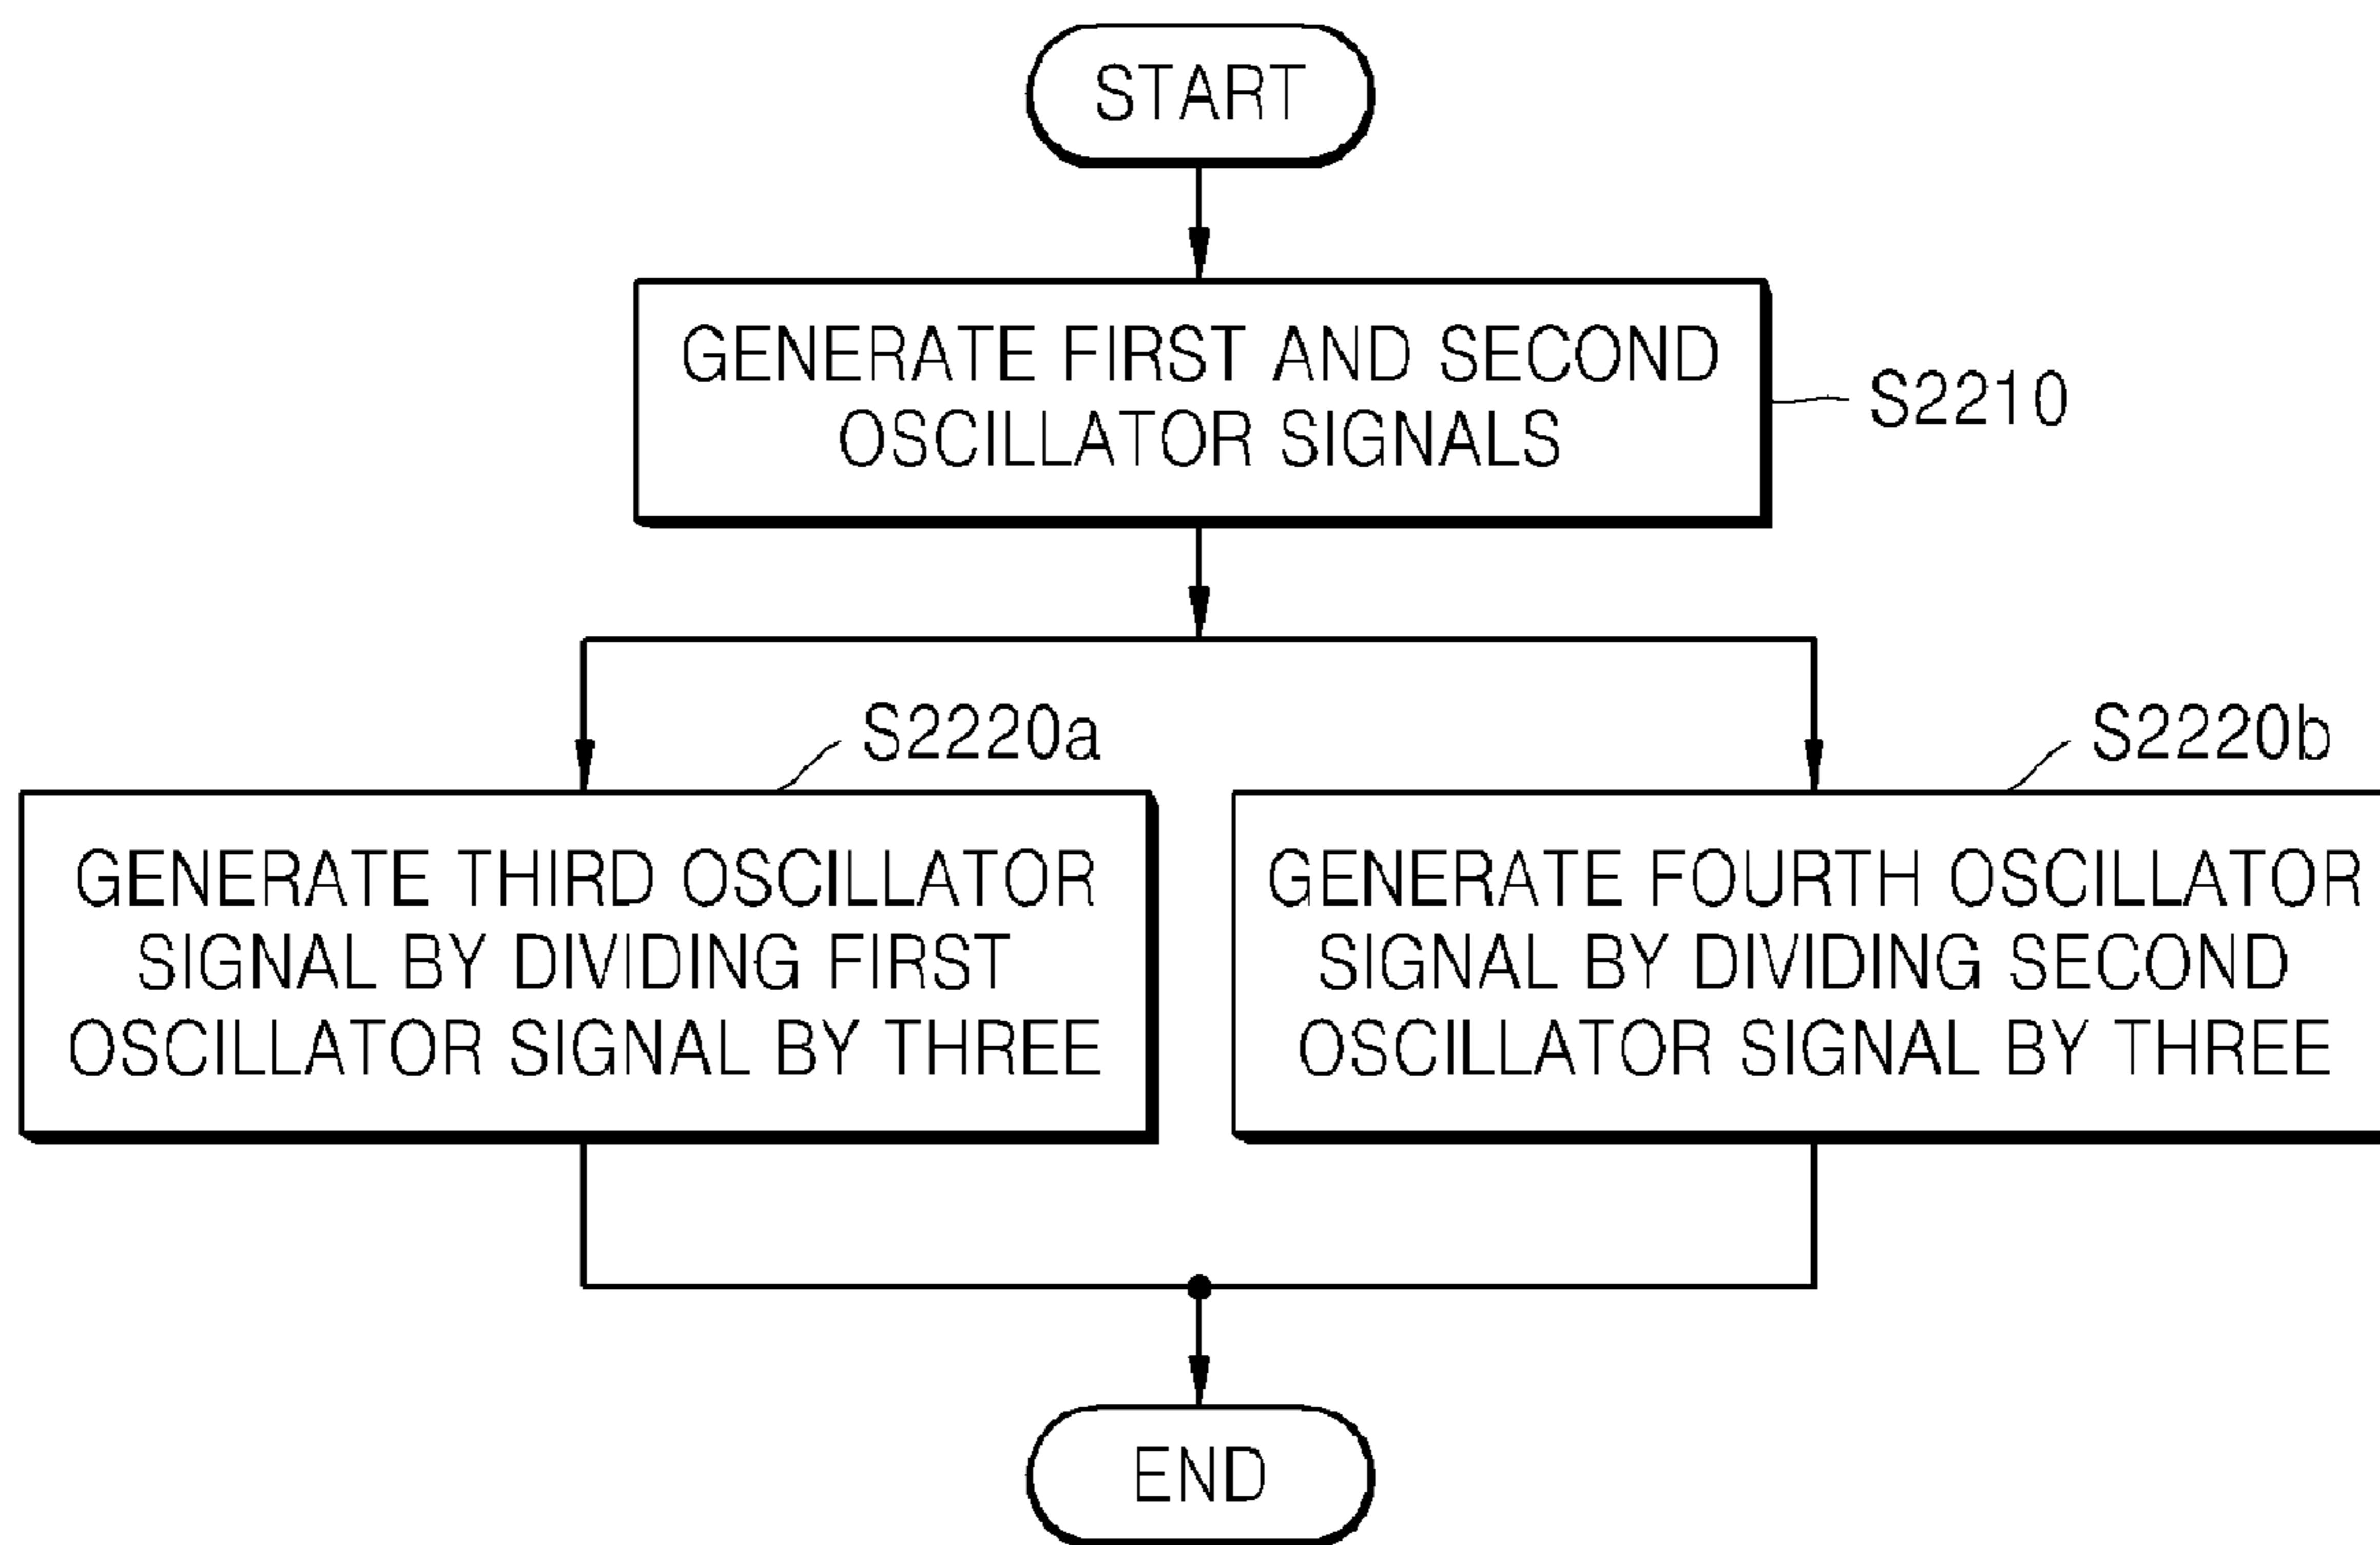 START
GENERATE FIRST AND SECOND
OSCILLATOR SIGNALS
S2210
S2220a
GENERATE THIRD OSCILLATOR
SIGNAL BY DIVIDING FIRST
OSCILLATOR SIGNAL BY THREE
S2220b
GENERATE FOURTH OSCILLATOR
SIGNAL BY DIVIDING SECOND
OSCILLATOR SIGNAL BY THREE
END